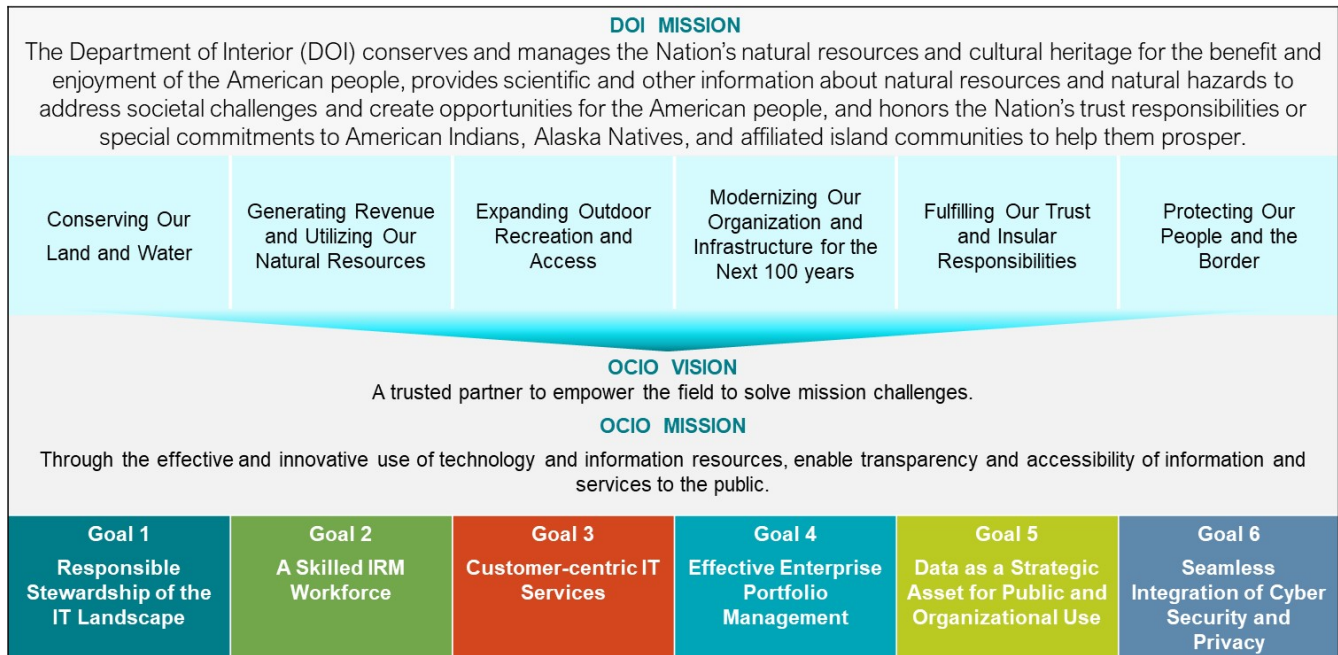 DOI MISSION
The Department of Interior (DOI) conserves and manages the Nation's natural resources and cultural heritage for the benefit and
enjoyment of the American people, provides scientific and other information about natural resources and natural hazards to
address societal challenges and create opportunities for the American people, and honors the Nation's trust responsibilities or
special commitments to American Indians, Alaska Natives, and affiliated island communities to help them prosper.
Conserving Our
Land and Water
Generating Revenue
and Utilizing Our
Natural Resources
Expanding Outdoor
Recreation and
Access
Modernizing Our
Organization and
Infrastructure for the
Next 100 years
Fulfilling Our Trust
and Insular
Responsibilities
Protecting Our
People and the
Border
OCIO VISION
A trusted partner to empower the field to solve mission challenges.
OCIO MISSION
Through the effective and innovative use of technology and information resources, enable transparency and accessibility of information and
services to the public.
Goal 1
Responsible
Stewardship of the
IT Landscape
Goal 2
A Skilled IRM
Workforce
Goal 3
Customer-centric IT
Services
Goal 4
Effective Enterprise
Portfolio
Management
Goal 5
Data as a Strategic
Asset for Public and
Organizational Use
Goal 6
Seamless
Integration of Cyber
Security and
Privacy